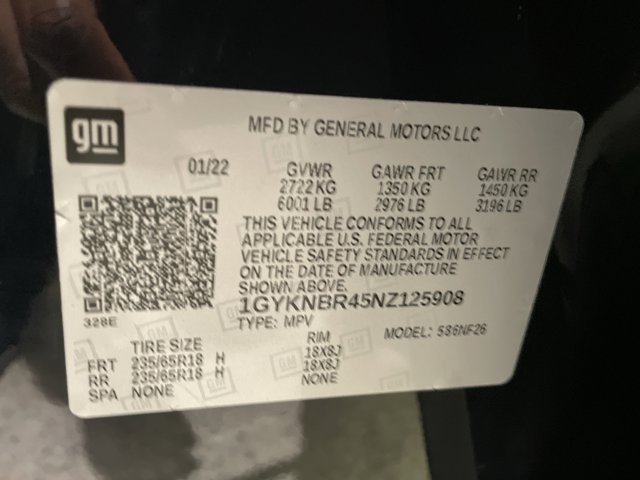 gm
MFD BY GENERAL MOTORS LLC
01/22
GVWR GAWR FRT GAWR RR
2722 KG 1350 KG 1450 KG
6001 LB 2976 LB 3196 LB
THIS VEHICLE CONFORMS TO ALL
APPLICABLE U.S. FEDERAL MOTOR
VEHICLE SAFETY STANDARDS IN EFFECT
ON THE DATE OF MANUFACTURE
SHOWN ABOVE.
1GYKNBR45NZ125908
328E
TYPE: MPV MODEL: 586NF26
TIRE SIZE RIM
FRT 235/65R18 H 18X8J
RR 235/65R18 H 18X8J
SPA NONE NONE